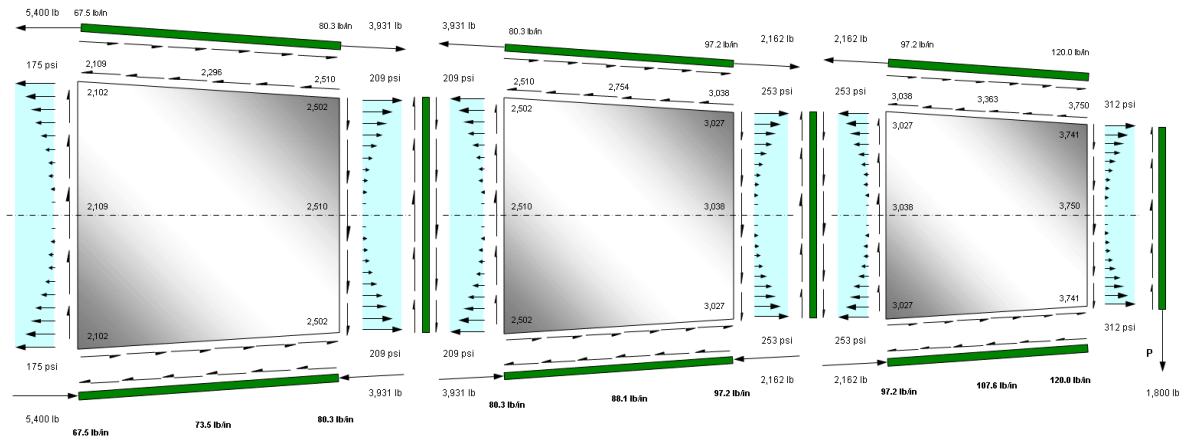 5,400 lb
67.5 lb/in
80.3 lb/in
3,931 lb
3,931 lb
80.3 lb/in
97.2 lb/in
2,162 lb
2,162 lb
97.2 lb/in
120.0 lb/in
175 psi
2,109
2,296
2,510
209 psi
209 psi
2,510
2,754
3,038
253 psi
253 psi
3,038
3,363
3,750
312 psi
2,102
2,502
2,502
3,027
3,027
3,741
2,109
2,510
2,510
3,038
3,038
3,750
2,102
2,502
2,502
3,027
3,027
3,741
175 psi
209 psi
209 psi
253 psi
253 psi
312 psi
P
5,400 lb
3,931 lb
3,931 lb
2,162 lb
2,162 lb
1,800 lb
67.5 lb/in
73.5 lb/in
80.3 lb/in
80.3 lb/in
88.1 lb/in
97.2 lb/in
97.2 lb/in
107.6 lb/in
120.0 lb/in